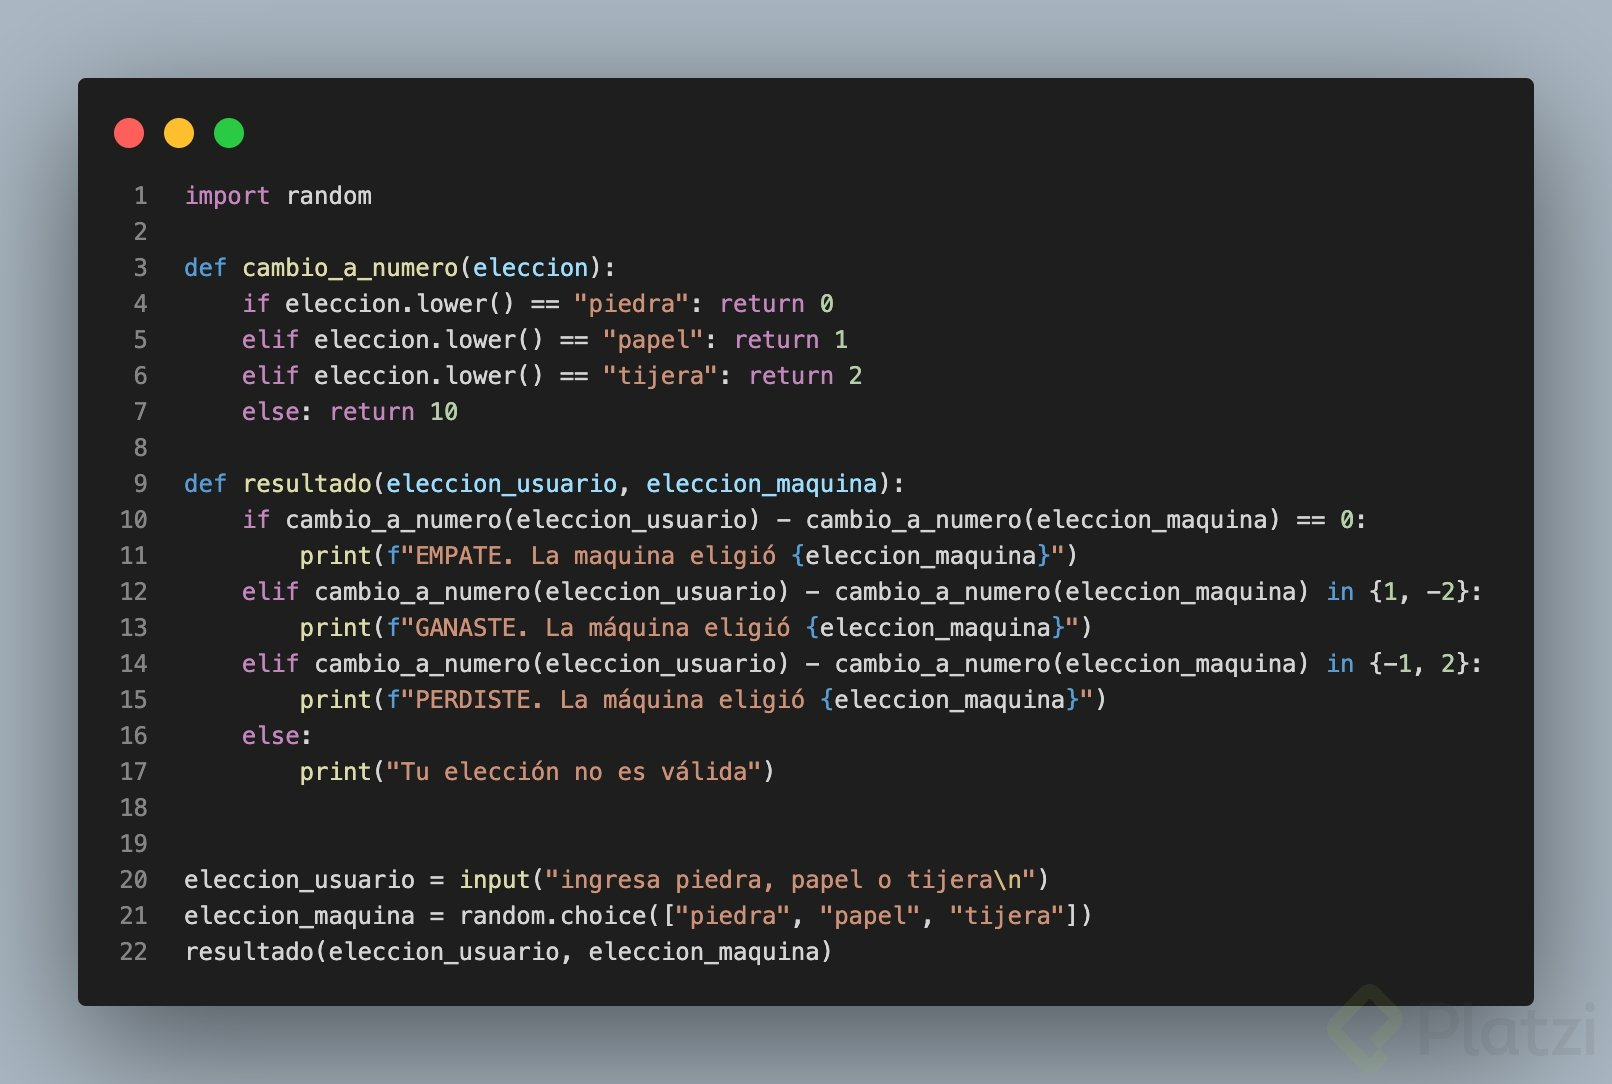 1 import random
2
3 def cambio_a_numero(eleccion):
4     if eleccion.lower() == "piedra": return 0
5     elif eleccion.lower() == "papel": return 1
6     elif eleccion.lower() == "tijera": return 2
7     else: return 10
8
9 def resultado(eleccion_usuario, eleccion_maquina):
10     if cambio_a_numero(eleccion_usuario) - cambio_a_numero(eleccion_maquina) == 0:
11         print(f"EMPATE. La maquina eligió {eleccion_maquina}")
12     elif cambio_a_numero(eleccion_usuario) - cambio_a_numero(eleccion_maquina) in {1, -2}:
13         print(f"GANASTE. La máquina eligió {eleccion_maquina}")
14     elif cambio_a_numero(eleccion_usuario) - cambio_a_numero(eleccion_maquina) in {-1, 2}:
15         print(f"PERDISTE. La máquina eligió {eleccion_maquina}")
16     else:
17         print("Tu elección no es válida")
18
19
20 eleccion_usuario = input("ingresa piedra, papel o tijera\n")
21 eleccion_maquina = random.choice(["piedra", "papel", "tijera"])
22 resultado(eleccion_usuario, eleccion_maquina)
Platzi